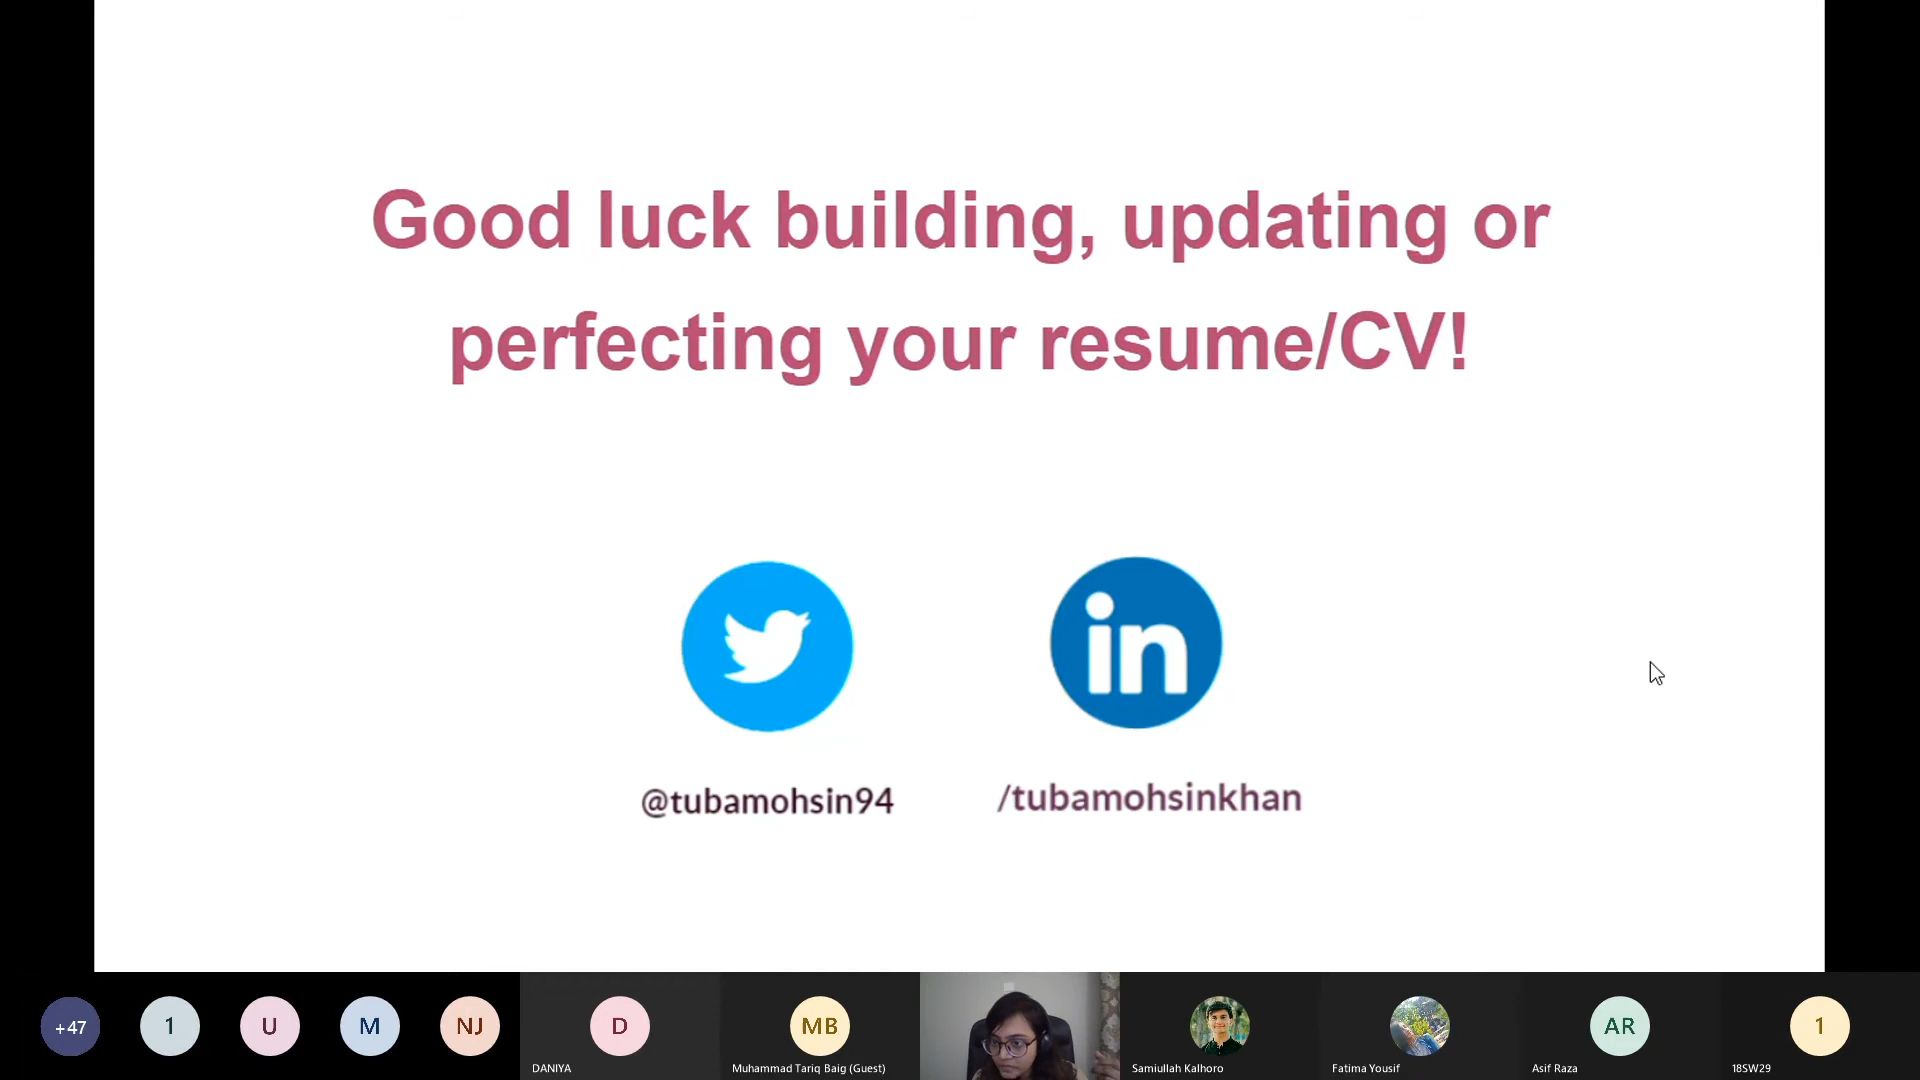 Good luck building, updating or
perfecting your resume/CV!
in
@tubamohsin94
/tubamohsinkhan
+47
1
U
M
NJ
D
MB
AR
1
DANIYA
Muhammad Tariq Baig (Guest)
Samiullah Kalhoro
Fatima Yousif
Asif Raza
18SW29